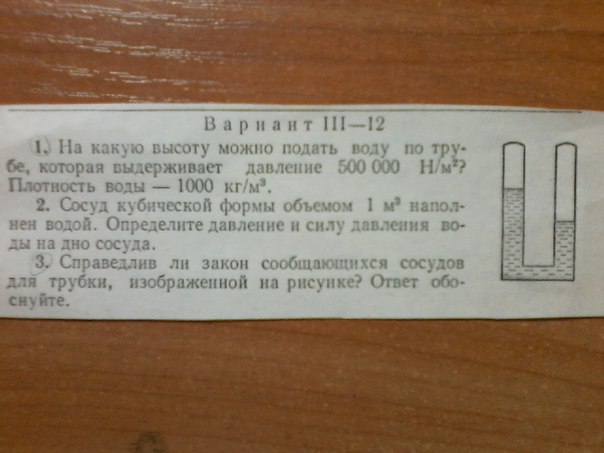 Вариант III—12
1. На какую высоту можно подать воду по тру-
бе, которая выдерживает давление 500 000 Н/м²?
Плотность воды — 1000 кг/м³.
2. Сосуд кубической формы объемом 1 м³ напол-
нен водой. Определите давление и силу давления во-
ды на дно сосуда.
3. Справедлив ли закон сообщающихся сосудов
для трубки, изображенной на рисунке? Ответ обо-
снуйте.